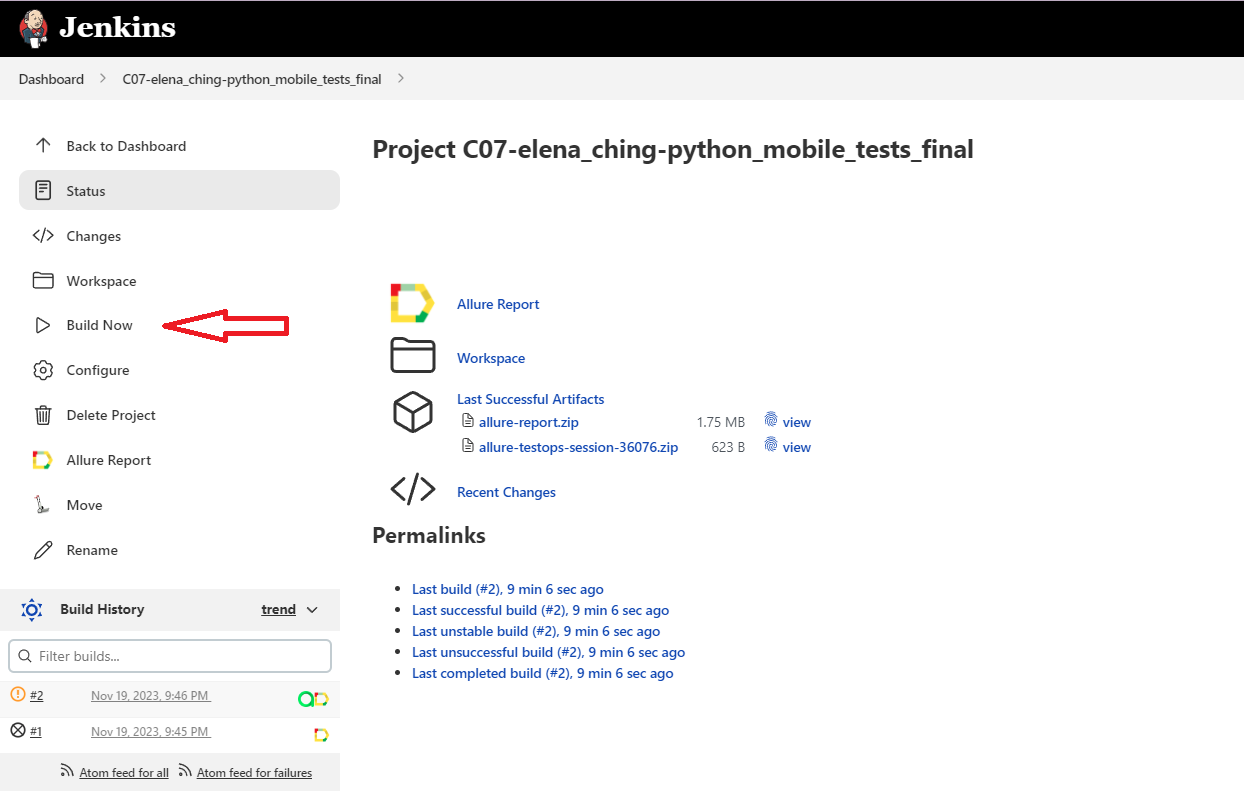 Jenkins
Dashboard
C07-elena_ching-python_mobile_tests_final
Back to Dashboard
Status
Changes
Workspace
Build Now
Configure
Delete Project
Allure Report
Move
Rename
Build History
trend
Filter builds...
#2 Nov 19, 2023, 9:46 PM
#1 Nov 19, 2023, 9:45 PM
Atom feed for all Atom feed for failures
Project C07-elena_ching-python_mobile_tests_final
Allure Report
Workspace
Last Successful Artifacts
allure-report.zip 1.75 MB view
allure-testops-session-36076.zip 623 B view
Recent Changes
Permalinks
Last build (#2), 9 min 6 sec ago
Last successful build (#2), 9 min 6 sec ago
Last unstable build (#2), 9 min 6 sec ago
Last unsuccessful build (#2), 9 min 6 sec ago
Last completed build (#2), 9 min 6 sec ago